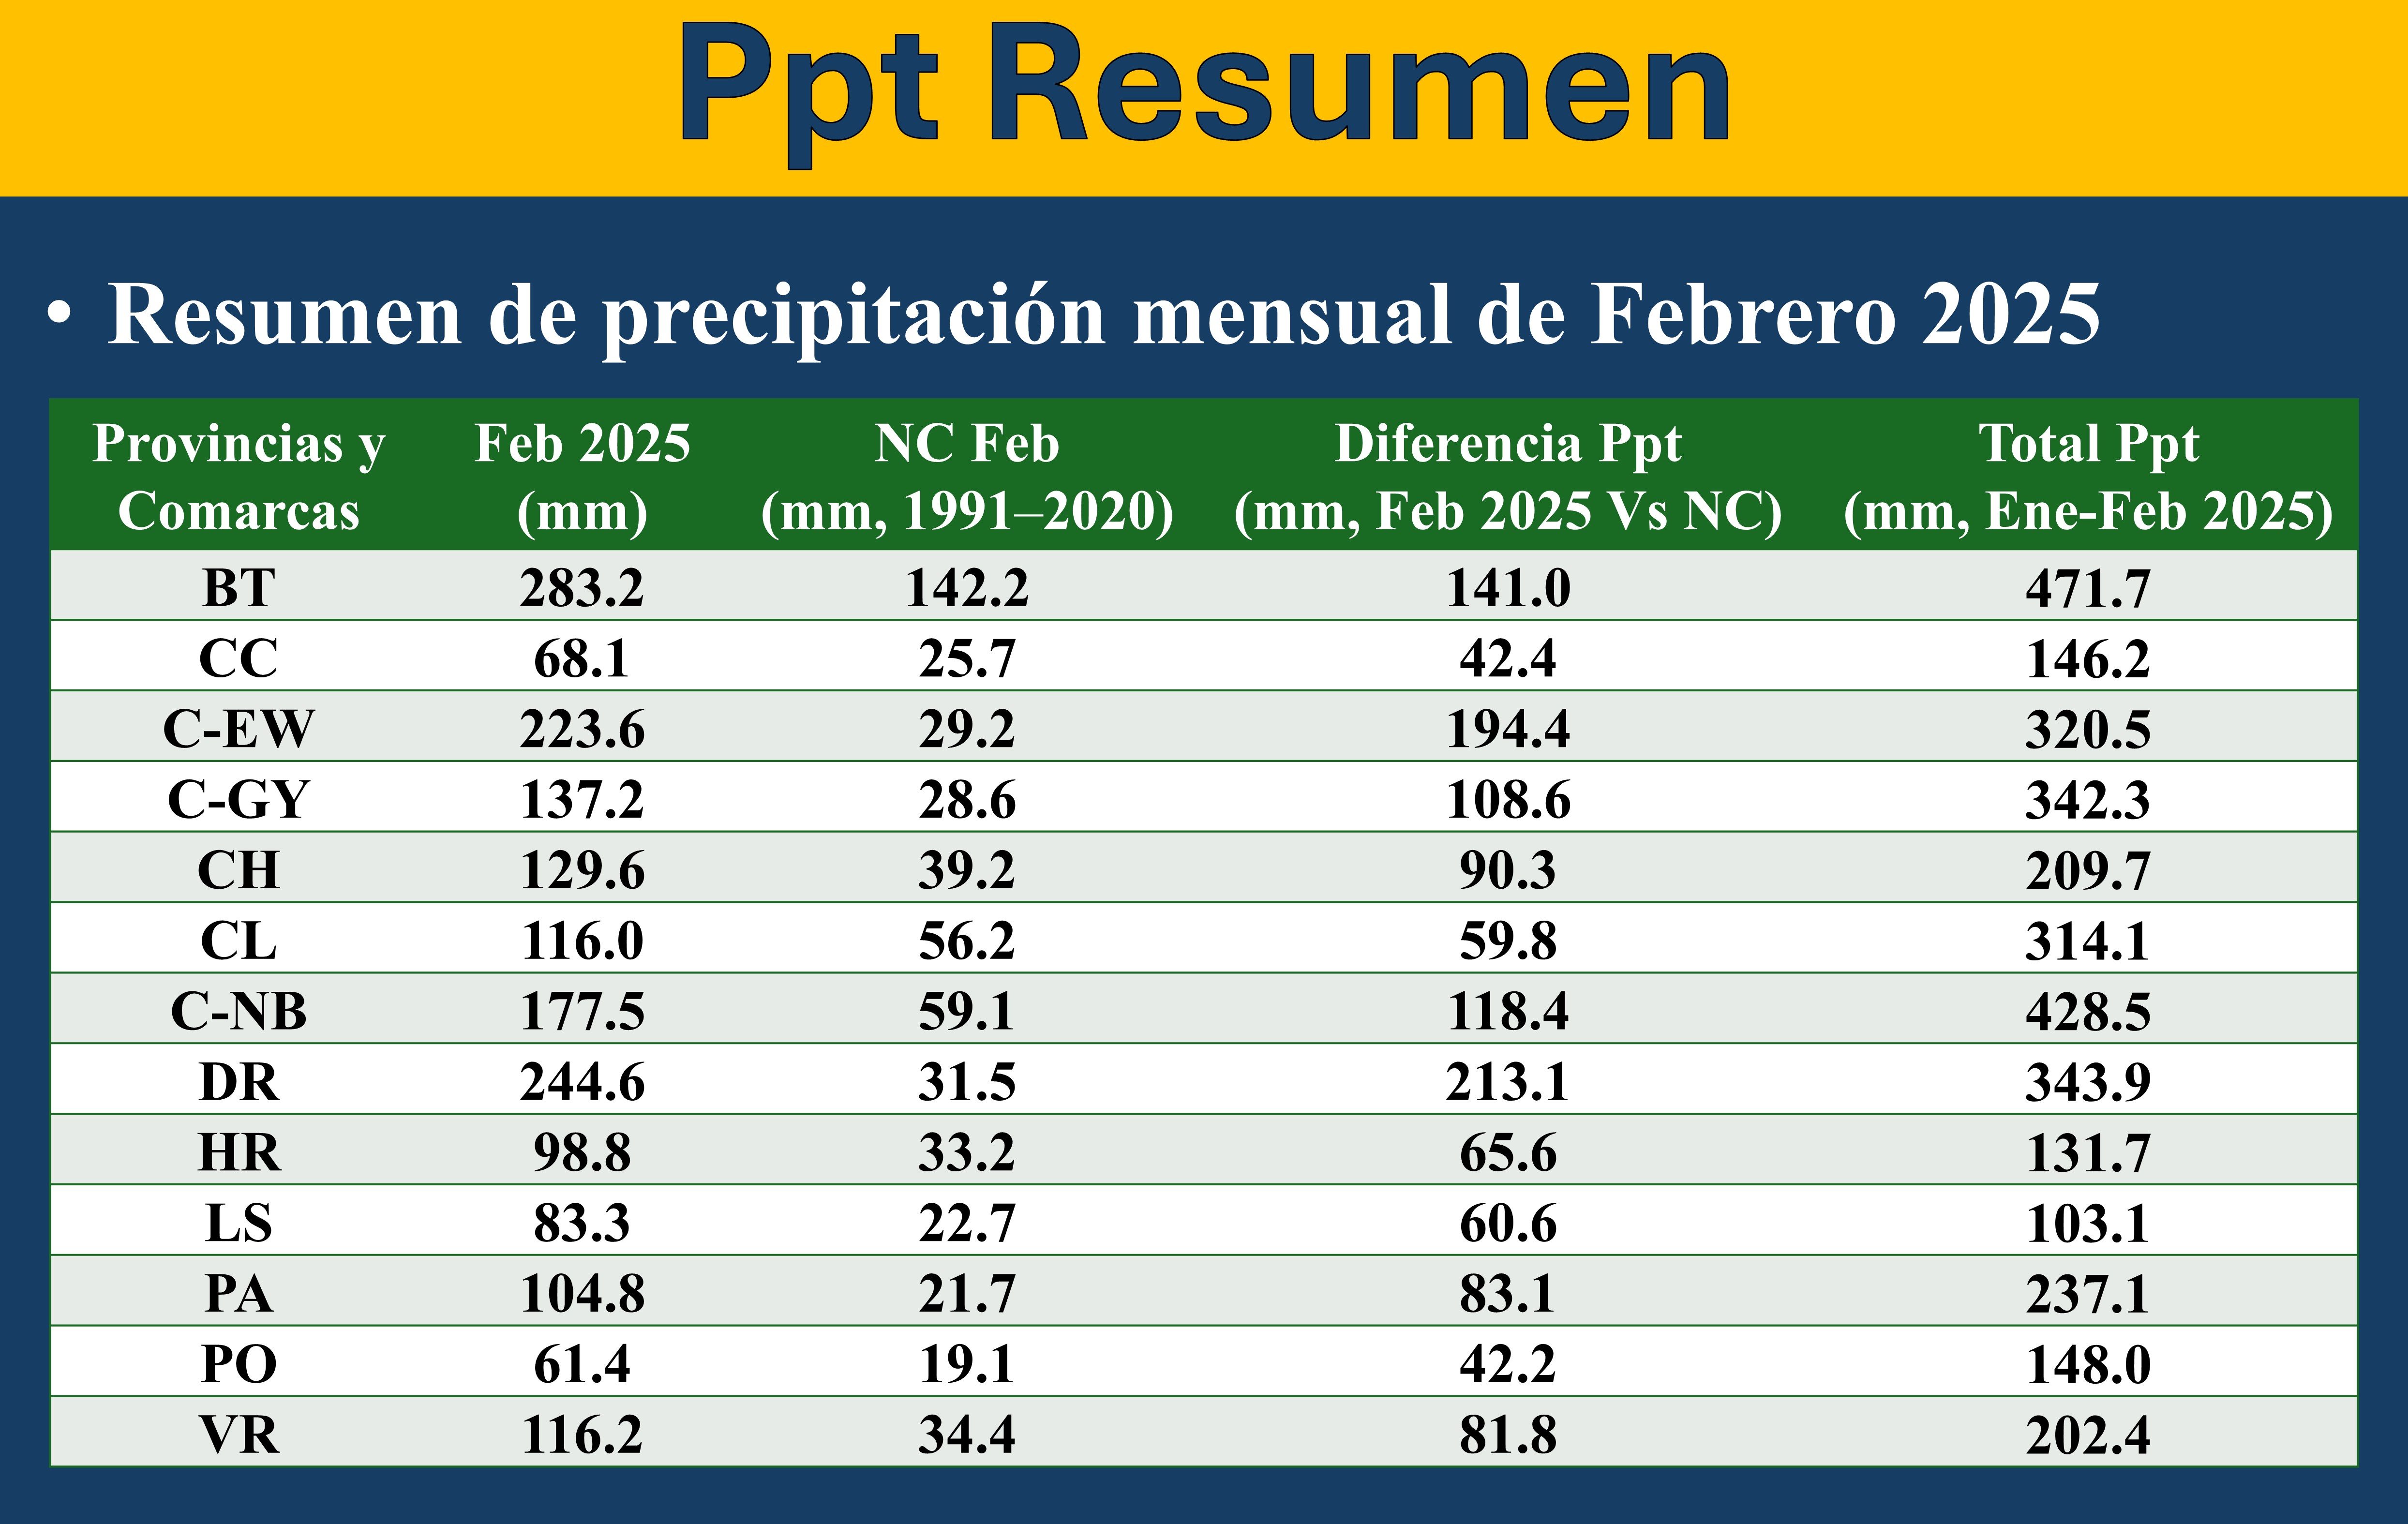 Ppt Resumen
• Resumen de precipitación mensual de Febrero 2025
Provincias y Comarcas | Feb 2025 (mm) | NC Feb (mm, 1991–2020) | Diferencia Ppt (mm, Feb 2025 Vs NC) | Total Ppt (mm, Ene-Feb 2025)
BT 283.2 142.2 141.0 471.7
CC 68.1 25.7 42.4 146.2
C-EW 223.6 29.2 194.4 320.5
C-GY 137.2 28.6 108.6 342.3
CH 129.6 39.2 90.3 209.7
CL 116.0 56.2 59.8 314.1
C-NB 177.5 59.1 118.4 428.5
DR 244.6 31.5 213.1 343.9
HR 98.8 33.2 65.6 131.7
LS 83.3 22.7 60.6 103.1
PA 104.8 21.7 83.1 237.1
PO 61.4 19.1 42.2 148.0
VR 116.2 34.4 81.8 202.4